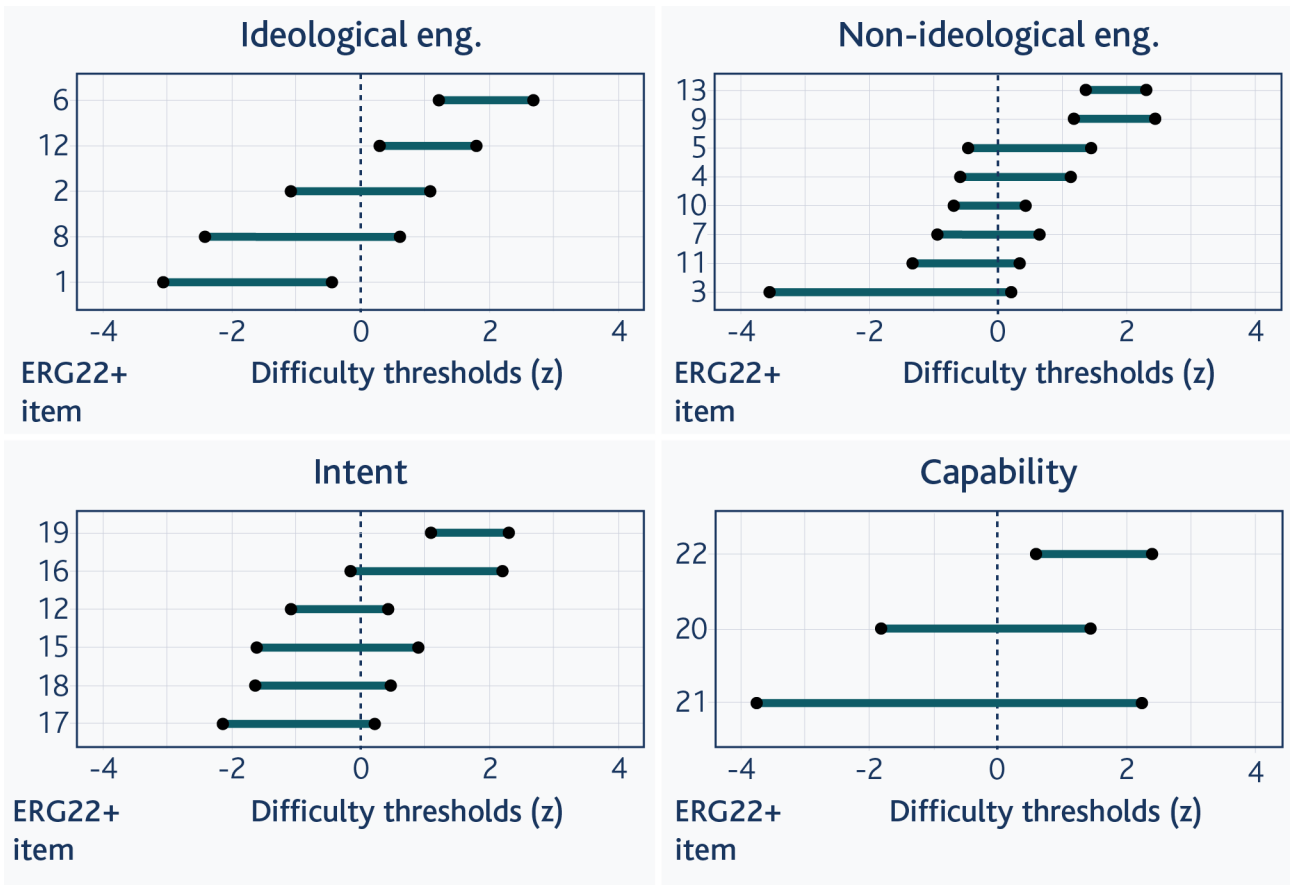 Ideological eng.
6
12
2
8
1
-4 -2 0 2 4
ERG22+ Difficulty thresholds (z)
item
Non-ideological eng.
13
9
5
4
10
7
11
3
-4 -2 0 2 4
ERG22+ Difficulty thresholds (z)
item
Intent
19
16
12
15
18
17
-4 -2 0 2 4
ERG22+ Difficulty thresholds (z)
item
Capability
22
20
21
-4 -2 0 2 4
ERG22+ Difficulty thresholds (z)
item